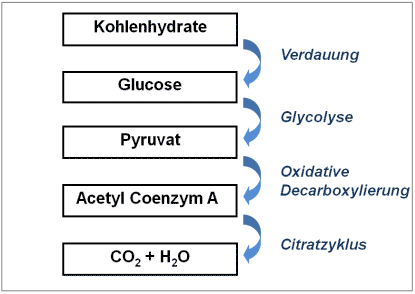 Kohlenhydrate
Verdauung
Glucose
Glycolyse
Pyruvat
Oxidative
Decarboxylierung
Acetyl Coenzym A
Citratzyklus
CO₂ + H₂O